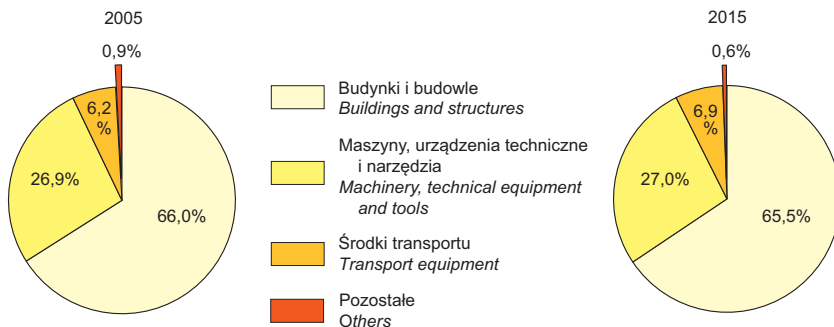 2005
0,9%
6,2
%
26,9%
66,0%
Budynki i budowle
Buildings and structures
Maszyny, urządzenia techniczne
i narzędzia
Machinery, technical equipment
and tools
Środki transportu
Transport equipment
Pozostałe
Others
2015
0,6%
6,9
%
27,0%
65,5%